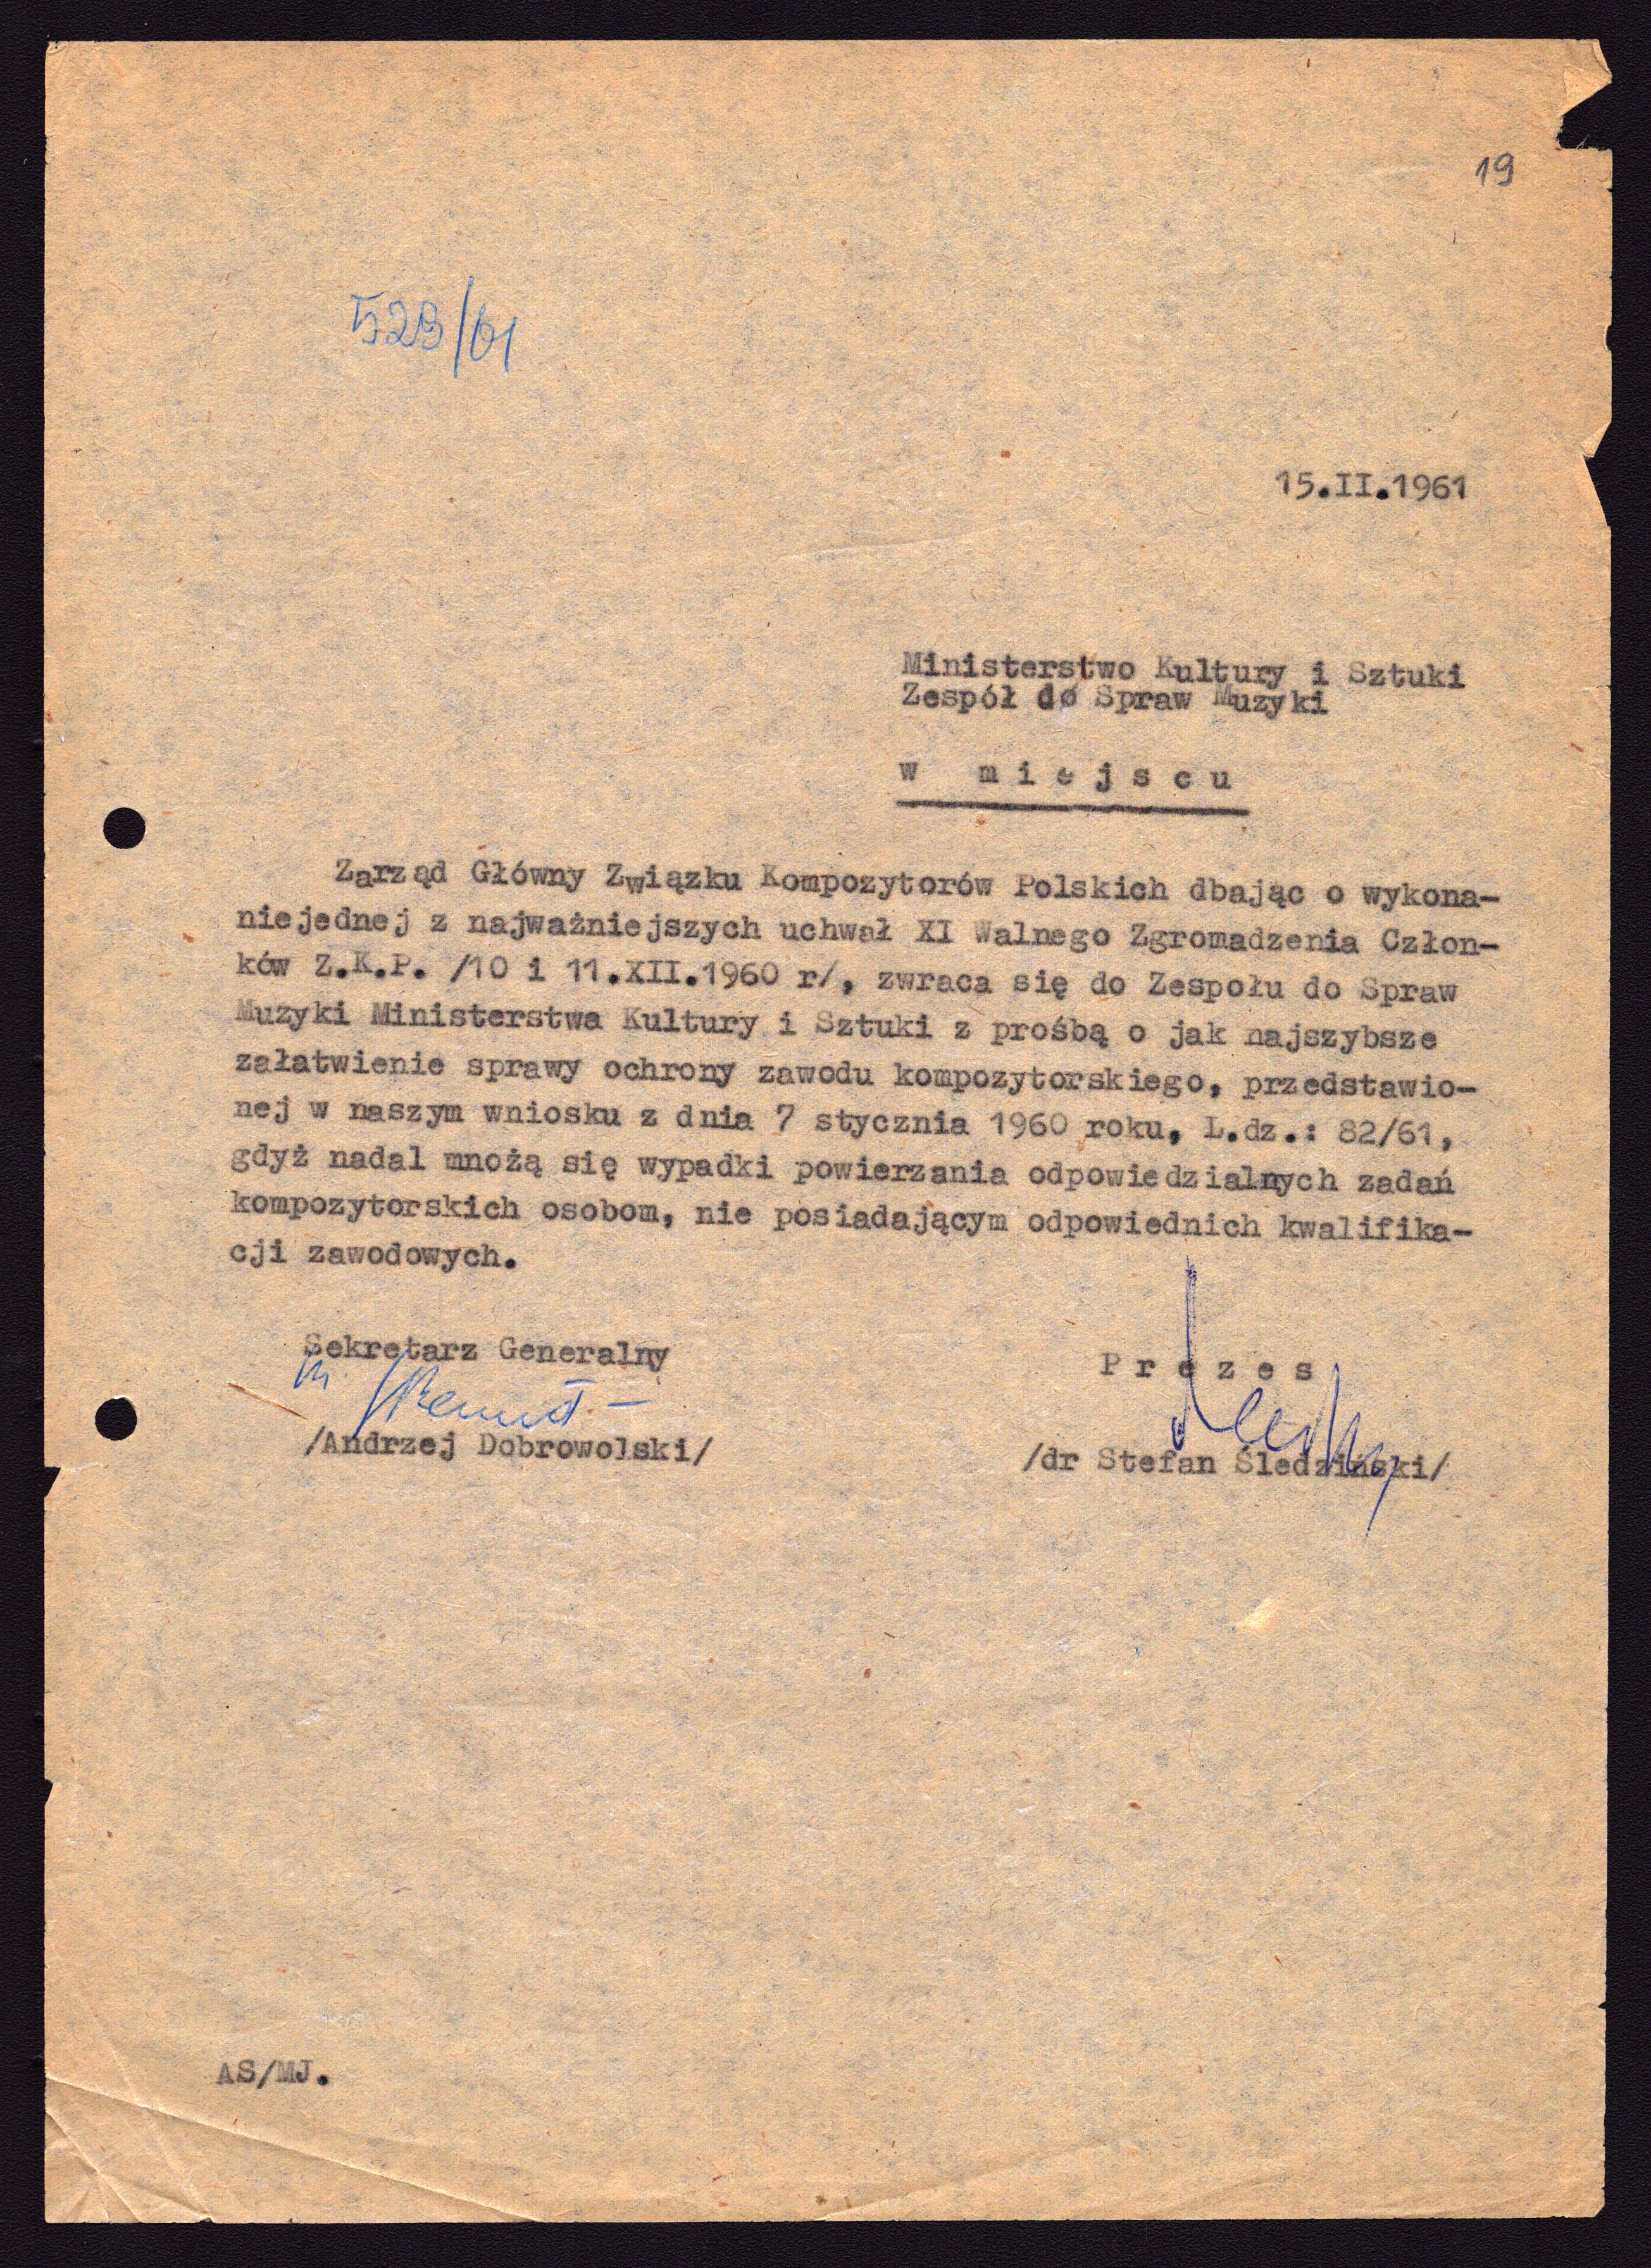 19
523/61
15.II.1961
Ministerstwo Kultury i Sztuki
Zespół do Spraw Muzyki
w miejscu
Zarząd Główny Związku Kompozytorów Polskich dbając o wykona-
niejednej z najważniejszych uchwał XI Walnego Zgromadzenia Człon-
ków Z.K.P. /10 i 11.XII.1960 r/, zwraca się do Zespołu do Spraw
Muzyki Ministerstwa Kultury i Sztuki z prośbą o jak najszybsze
załatwienie sprawy ochrony zawodu kompozytorskiego, przedstawio-
nej w naszym wniosku z dnia 7 stycznia 1960 roku, L.dz.: 82/61,
gdyż nadal mnożą się wypadki powierzania odpowiedzialnych zadań
kompozytorskich osobom, nie posiadającym odpowiednich kwalifika-
cji zawodowych.
Sekretarz Generalny
Prezes
/Andrzej Dobrowolski/
/dr Stefan Śledziński/
AS/MJ.